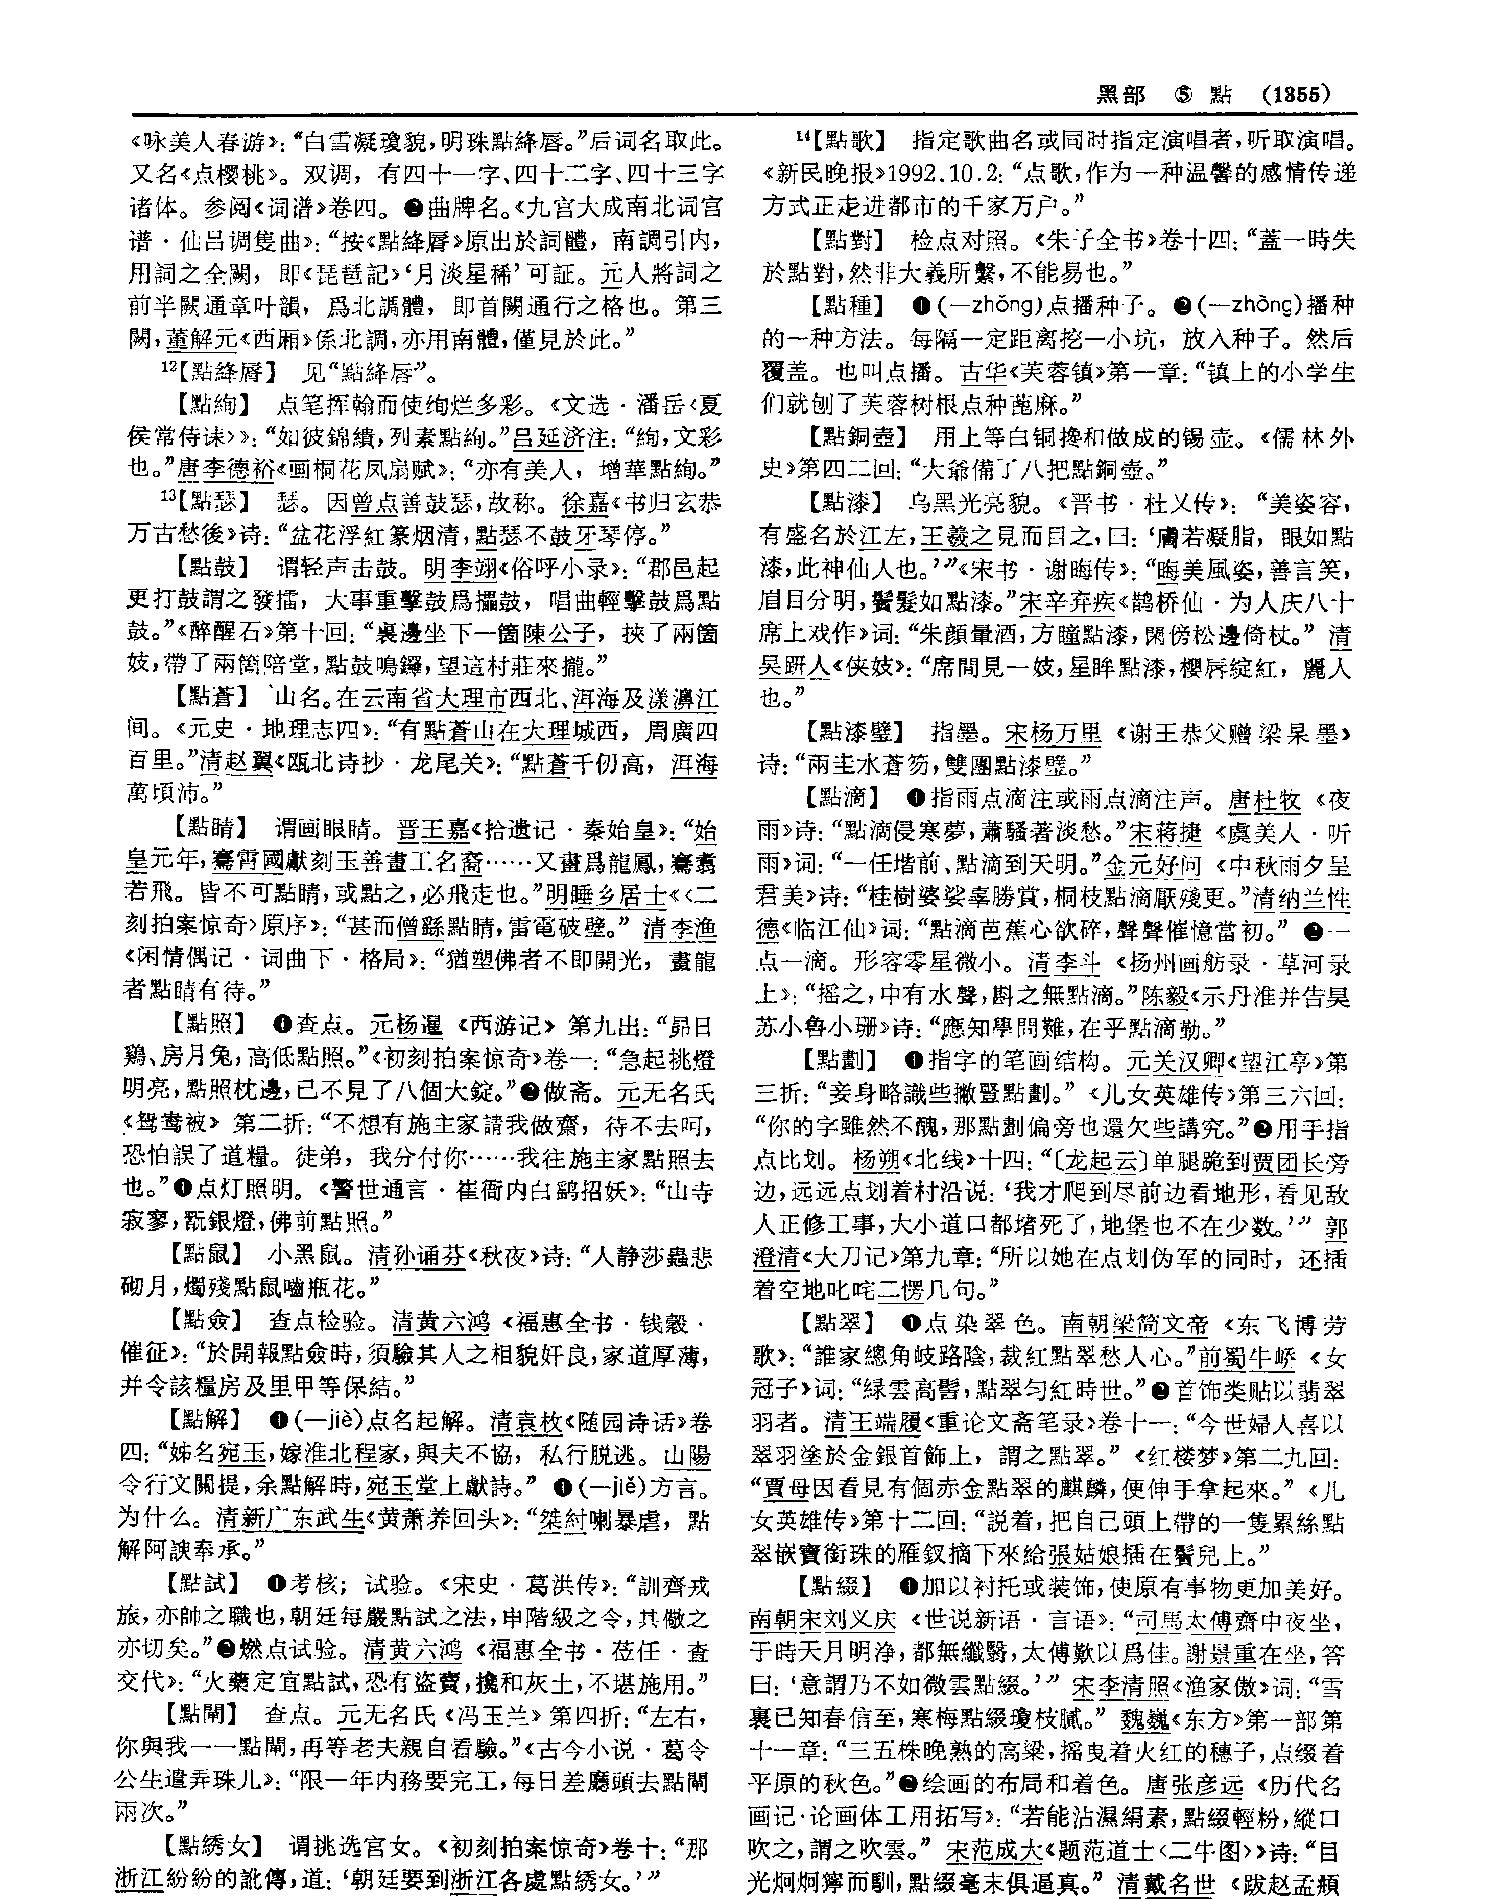 黑部 ⑤ 點 (1355)
《咏美人春游》：“白雪凝瓊貌，明珠點絳唇。”后词名取此。
又名《点樱桃》。双调，有四十一字、四十二字、四十三字
诸体。参阅《词谱》卷四。❷曲牌名。《九宫大成南北词宫
谱·仙吕调隻曲》：“按《點絳脣》原出於詞體，南調引内，
用詞之全闋，即《琵琶記》‘月淡星稀’可証。元人將詞之
前半闋通章叶韻，爲北調體，即首闋通行之格也。第三
闋，董解元《西厢》係北調，亦用南體，僅見於此。”
12【點絳脣】 见“點絳唇”。
【點絢】 点笔挥翰而使绚烂多彩。《文选·潘岳〈夏
侯常侍诔〉》：“如彼錦繢，列素點絢。”吕延济注：“絢，文彩
也。”唐李德裕《画桐花凤扇赋》：“亦有美人，增華點絢。”
13【點瑟】 瑟。因曾点善鼓瑟，故称。徐嘉《书归玄恭
万古愁後》诗：“盆花浮紅篆烟清，點瑟不鼓牙琴停。”
【點鼓】 谓轻声击鼓。明李翊《俗呼小录》：“郡邑起
更打鼓謂之發擂，大事重擊鼓爲擂鼓，唱曲輕擊鼓爲點
鼓。”《醉醒石》第十回：“裏邊坐下一箇陳公子，挾了兩箇
妓，帶了兩箇陪堂，點鼓鳴鑼，望這村莊來攏。”
【點蒼】 山名。在云南省大理市西北、洱海及漾濞江
间。《元史·地理志四》：“有點蒼山在大理城西，周廣四
百里。”清赵翼《瓯北诗抄·龙尾关》：“點蒼千仞高，洱海
萬頃沛。”
【點睛】 谓画眼睛。晋王嘉《拾遗记·秦始皇》：“始
皇元年，騫霄國獻刻玉善畫工名裔……又畫爲龍鳳，騫翥
若飛。皆不可點睛，或點之，必飛走也。”明睡乡居士《〈二
刻拍案惊奇〉原序》：“甚而僧繇點睛，雷電破壁。” 清李渔
《闲情偶记·词曲下·格局》：“猶塑佛者不即開光，畫龍
者點睛有待。”
【點照】 ❶查点。元杨暹《西游记》第九出：“昴日
鷄、房月兔，高低點照。”《初刻拍案惊奇》卷一：“急起挑燈
明亮，點照枕邊，已不見了八個大錠。”❷做斋。元无名氏
《鸳鸯被》第二折：“不想有施主家請我做齋，待不去呵，
恐怕誤了道糧。徒弟，我分付你……我往施主家點照去
也。”❸点灯照明。《警世通言·崔衙内白鹞招妖》：“山寺
寂寥，翫銀燈，佛前點照。”
【點鼠】 小黑鼠。清孙诵芬《秋夜》诗：“人静莎蟲悲
砌月，燭殘點鼠嚙瓶花。”
【點僉】 查点检验。清黄六鸿《福惠全书·钱榖·
催征》：“於開報點僉時，須驗其人之相貌奸良，家道厚薄，
并令該糧房及里甲等保結。”
【點解】 ❶(—jiè)点名起解。清袁枚《随园诗话》卷
四：“姊名宛玉，嫁淮北程家，與夫不協，私行脱逃。山陽
令行文關提，余點解時，宛玉堂上獻詩。” ❷(—jiě)方言。
为什么。清新广东武生《黄萧养回头》：“桀紂喇暴虐，點
解阿諛奉承。”
【點試】 ❶考核；试验。《宋史·葛洪传》：“訓齊戎
旅，亦帥之職也，朝廷每嚴點試之法，申階級之令，其儆之
亦切矣。”❷燃点试验。清黄六鸿《福惠全书·莅任·查
交代》：“火藥定宜點試，恐有盜賣，攙和灰土，不堪施用。”
【點閘】 查点。元无名氏《冯玉兰》第四折：“左右，
你與我一一點閘，再等老夫親自看驗。”《古今小说·葛令
公生遣弄珠儿》：“限一年内務要完工，每日差廳頭去點閘
兩次。”
【點綉女】 谓挑选宫女。《初刻拍案惊奇》卷十：“那
浙江紛紛的訛傳，道：‘朝廷要到浙江各處點綉女。’”
14【點歌】 指定歌曲名或同时指定演唱者，听取演唱。
《新民晚报》1992.10.2：“点歌，作为一种温馨的感情传递
方式正走进都市的千家万户。”
【點對】 检点对照。《朱子全书》卷十四：“蓋一時失
於點對，然非大義所繫，不能易也。”
【點種】 ❶(—zhǒng)点播种子。❷(—zhòng)播种
的一种方法。每隔一定距离挖一小坑，放入种子。然后
覆盖。也叫点播。古华《芙蓉镇》第一章：“镇上的小学生
们就刨了芙蓉树根点种蓖麻。”
【點銅壺】 用上等白铜搀和做成的锡壶。《儒林外
史》第四二回：“大爺備了八把點銅壺。”
【點漆】 乌黑光亮貌。《晋书·杜乂传》：“美姿容，
有盛名於江左，王羲之見而目之，曰：‘膚若凝脂，眼如點
漆，此神仙人也。’”《宋书·谢晦传》：“晦美風姿，善言笑，
眉目分明，鬢髮如點漆。”宋辛弃疾《鹊桥仙·为人庆八十
席上戏作》词：“朱顔暈酒，方瞳點漆，閑傍松邊倚杖。” 清
吴趼人《侠妓》：“席間見一妓，星眸點漆，櫻唇綻紅，麗人
也。”
【點漆璧】 指墨。宋杨万里《谢王恭父赠梁杲墨》
诗：“兩圭水蒼笏，雙團點漆璧。”
【點滴】 ❶指雨点滴注或雨点滴注声。唐杜牧《夜
雨》诗：“點滴侵寒夢，蕭騷著淡愁。”宋蒋捷《虞美人·听
雨》词：“一任堦前、點滴到天明。”金元好问《中秋雨夕呈
君美》诗：“桂樹婆娑辜勝賞，桐枝點滴厭殘更。”清纳兰性
德《临江仙》词：“點滴芭蕉心欲碎，聲聲催憶當初。” ❷一
点一滴。形容零星微小。清李斗《扬州画舫录·草河录
上》：“摇之，中有水聲，斟之無點滴。”陈毅《示丹淮并告昊
苏小鲁小珊》诗：“應知學問難，在乎點滴勤。”
【點劃】 ❶指字的笔画结构。元关汉卿《望江亭》第
三折：“妾身略識些撇豎點劃。”《儿女英雄传》第三六回：
“你的字雖然不醜，那點劃偏旁也還欠些講究。”❷用手指
点比划。杨朔《北线》十四：“〔龙起云〕单腿跪到贾团长旁
边，远远点划着村沿说：‘我才爬到尽前边看地形，看见敌
人正修工事，大小道口都堵死了，地堡也不在少数。’” 郭
澄清《大刀记》第九章：“所以她在点划伪军的同时，还插
着空地叱咤二愣几句。”
【點翠】 ❶点染翠色。南朝梁简文帝《东飞博劳
歌》：“誰家總角岐路陰，裁紅點翠愁人心。”前蜀牛峤《女
冠子》词：“緑雲高髻，點翠匀紅時世。”❷首饰类贴以翡翠
羽者。清王端履《重论文斋笔录》卷十一：“今世婦人喜以
翠羽塗於金銀首飾上，謂之點翠。”《红楼梦》第二九回：
“賈母因看見有個赤金點翠的麒麟，便伸手拿起來。”《儿
女英雄传》第十二回：“説着，把自己頭上帶的一隻累絲點
翠嵌寶銜珠的雁釵摘下來給張姑娘插在鬢兒上。”
【點綴】 ❶加以衬托或装饰，使原有事物更加美好。
南朝宋刘义庆《世说新语·言语》：“司馬太傅齋中夜坐，
于時天月明净，都無纖翳，太傅歎以爲佳。謝景重在坐，答
曰：‘意謂乃不如微雲點綴。’” 宋李清照《渔家傲》词：“雪
裏已知春信至，寒梅點綴瓊枝膩。” 魏巍《东方》第一部第
十一章：“三五株晚熟的高粱，摇曳着火红的穗子，点缀着
平原的秋色。”❷绘画的布局和着色。唐张彦远《历代名
画记·论画体工用拓写》：“若能沾濕絹素，點綴輕粉，縱口
吹之，謂之吹雲。” 宋范成大《题范道士〈二牛图〉》诗：“目
光炯炯獰而馴，點綴毫末俱逼真。” 清戴名世《跋赵孟頫